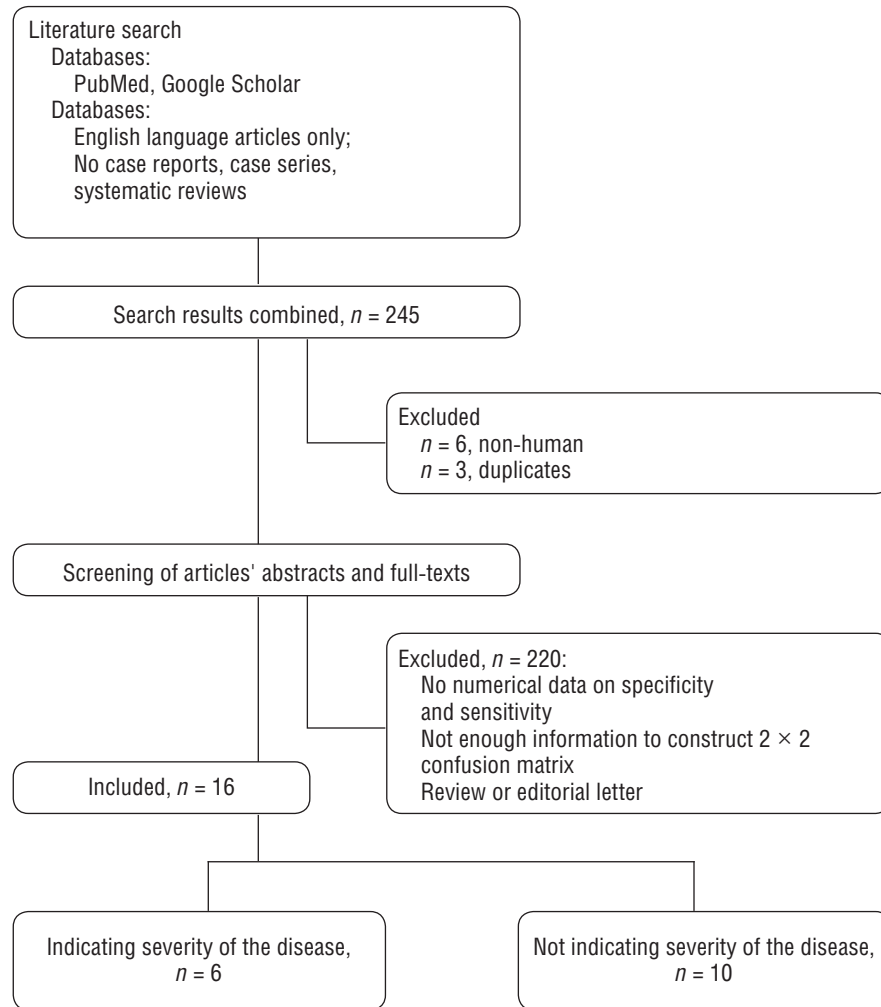 Literature search
Databases:
PubMed, Google Scholar
Databases:
English language articles only;
No case reports, case series,
systematic reviews
Search results combined, n = 245
Excluded
n = 6, non-human
n = 3, duplicates
Screening of articles' abstracts and full-texts
Excluded, n = 220:
No numerical data on specificity
and sensitivity
Not enough information to construct 2 × 2
confusion matrix
Review or editorial letter
Included, n = 16
Indicating severity of the disease,
n = 6
Not indicating severity of the disease,
n = 10